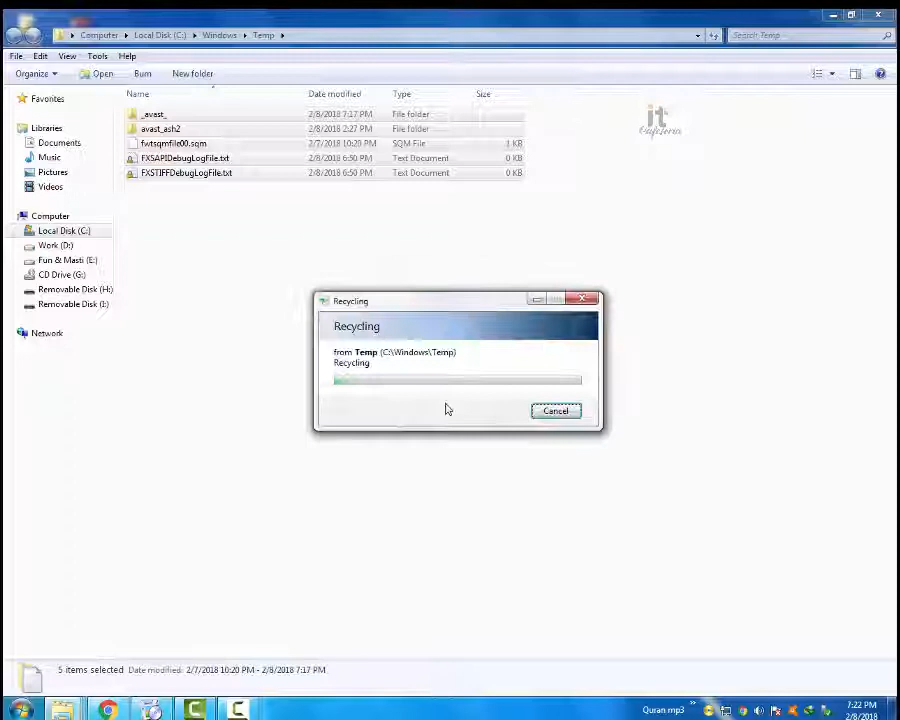 Computer Local Disk (C:) Windows Temp
Search Temp
File Edit View Tools Help
Organize Open Burn New folder
Name Date modified Type Size
_avast_ 2/8/2018 7:17 PM File folder
avast_ash2 2/8/2018 2:27 PM File folder
fwtsqmfile00.sqm 2/7/2018 10:20 PM SQM File 1 KB
FXSAPIDebugLogFile.txt 2/8/2018 6:50 PM Text Document 0 KB
FXSTIFFDebugLogFile.txt 2/8/2018 6:50 PM Text Document 0 KB
it
Cafeteria
Favorites
Libraries
Documents
Music
Pictures
Videos
Computer
Local Disk (C:)
Work (D:)
Fun & Masti (E:)
CD Drive (G:)
Removable Disk (H:)
Removable Disk (I:)
Network
Recycling
Recycling
from Temp (C:\Windows\Temp)
Recycling
Cancel
5 items selected Date modified: 2/7/2018 10:20 PM - 2/8/2018 7:17 PM
Quran mp3
7:22 PM
2/8/2018